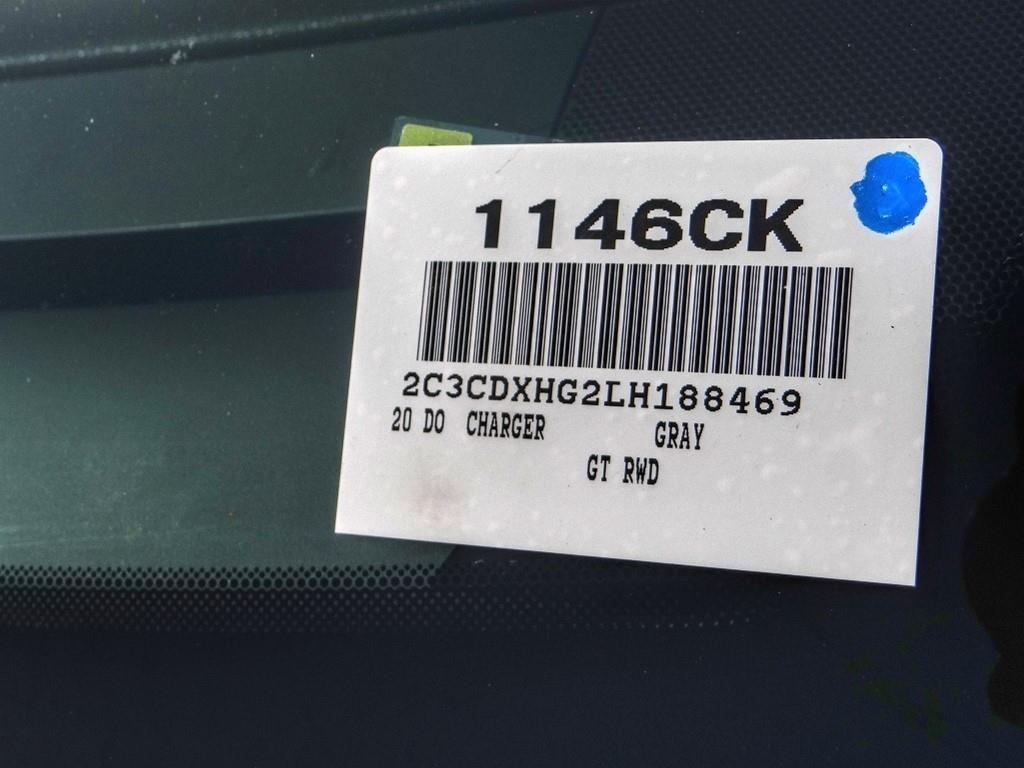 1146CK
2C3CDXHG2LH188469
20 DO CHARGER GRAY
GT RWD